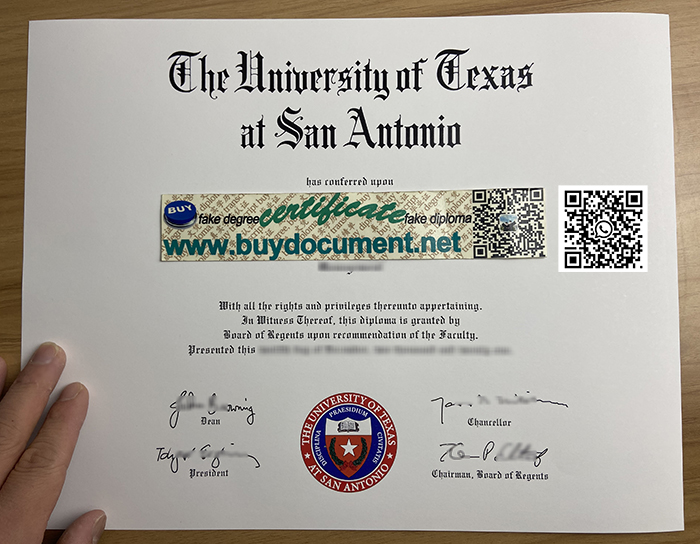 The University of Texas
at San Antonio
has conferred upon
BUY fake degree certificate fake diploma
www.buydocument.net
Management
With all the rights and privileges thereunto appertaining.
In Witness Thereof, this diploma is granted by
Board of Regents upon recommendation of the Faculty.
Presented this
Dean
Chancellor
President
Chairman, Board of Regents
THE UNIVERSITY OF TEXAS
AT SAN ANTONIO
PRAESIDIUM
DISCIPLINA
CIVITATIS